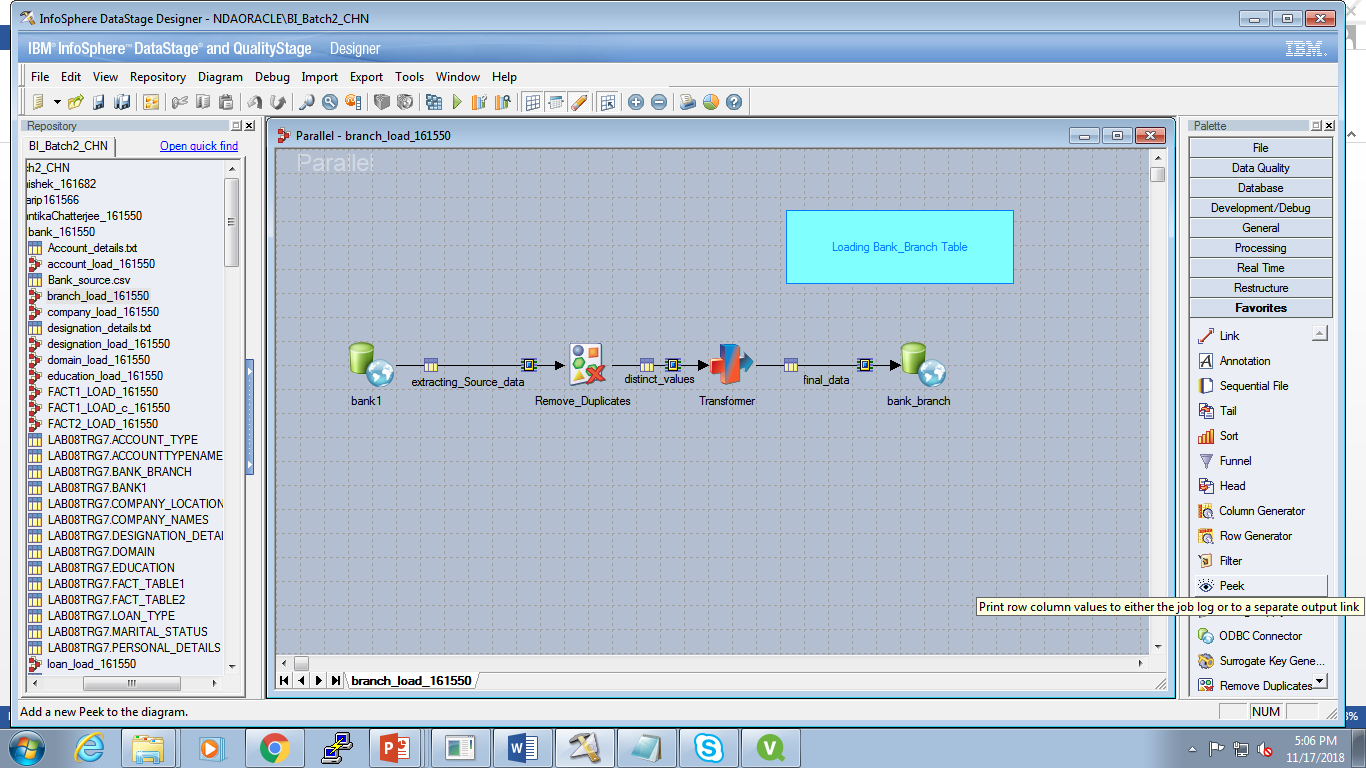 InfoSphere DataStage Designer - NDAORACLE\BI_Batch2_CHN
IBM® InfoSphere™ DataStage® and QualityStage Designer
IBM.
File Edit View Repository Diagram Debug Import Export Tools Window Help
Repository
BI_Batch2_CHN
Open quick find
ch2_CHN
hishek_161682
arip161566
antikaChatterjee_161550
bank_161550
Account_details.txt
account_load_161550
Bank_source.csv
branch_load_161550
company_load_161550
designation_details.txt
designation_load_161550
domain_load_161550
education_load_161550
FACT1_LOAD_161550
FACT1_LOAD_c_161550
FACT2_LOAD_161550
LAB08TRG7.ACCOUNT_TYPE
LAB08TRG7.ACCOUNTTYPENAME
LAB08TRG7.BANK_BRANCH
LAB08TRG7.BANK1
LAB08TRG7.COMPANY_LOCATION
LAB08TRG7.COMPANY_NAMES
LAB08TRG7.DESIGNATION_DETAI
LAB08TRG7.DOMAIN
LAB08TRG7.EDUCATION
LAB08TRG7.FACT_TABLE1
LAB08TRG7.FACT_TABLE2
LAB08TRG7.LOAN_TYPE
LAB08TRG7.MARITAL_STATUS
LAB08TRG7.PERSONAL_DETAILS
loan_load_161550
Parallel - branch_load_161550
Parallel
Loading Bank_Branch Table
extracting_Source_data
distinct_values
final_data
bank1
Remove_Duplicates
Transformer
bank_branch
branch_load_161550
Palette
File
Data Quality
Database
Development/Debug
General
Processing
Real Time
Restructure
Favorites
Link
Annotation
Sequential File
Tail
Sort
Funnel
Head
Column Generator
Row Generator
Filter
Peek
Print row column values to either the job log or to a separate output link
ODBC Connector
Surrogate Key Gene...
Remove Duplicates
Add a new Peek to the diagram.
NUM
5:06 PM
11/17/2018